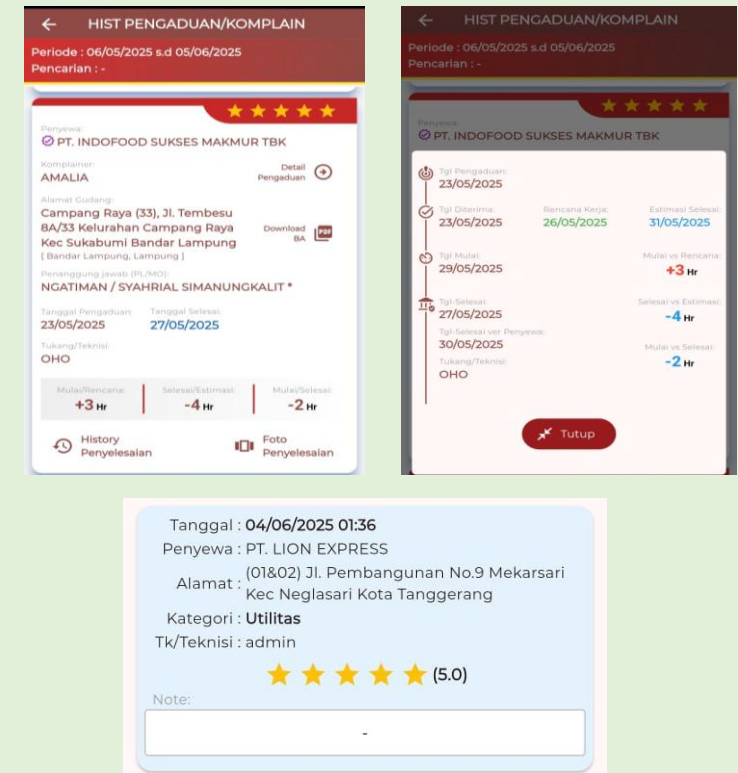 HIST PENGADUAN/KOMPLAIN
Periode : 06/05/2025 s.d 05/06/2025
Pencarian : -
Penyewa:
PT. INDOFOOD SUKSES MAKMUR TBK
Komplainer:
AMALIA
Detail
Pengaduan
Alamat Gudang:
Campang Raya (33), Jl. Tembesu
8A/33 Kelurahan Campang Raya
Kec Sukabumi Bandar Lampung
[ Bandar Lampung, Lampung ]
Download
BA
PDF
Penanggung jawab (PL/MO):
NGATIMAN / SYAHRIAL SIMANUNGKALIT *
Tanggal Pengaduan: Tanggal Selesai:
23/05/2025 27/05/2025
Tukang/Teknisi:
OHO
Mulai/Rencana: Selesai/Estimasi: Mulai/Selesai:
+3 Hr -4 Hr -2 Hr
History
Penyelesaian
Foto
Penyelesaian
HIST PENGADUAN/KOMPLAIN
Periode : 06/05/2025 s.d 05/06/2025
Pencarian : -
Penyewa:
PT. INDOFOOD SUKSES MAKMUR TBK
Tgl Pengaduan:
23/05/2025
Tgl Diterima: Rencana Kerja: Estimasi Selesai:
23/05/2025 26/05/2025 31/05/2025
Tgl Mulai: Mulai vs Rencana:
29/05/2025 +3 Hr
Tgl-Selesai: Selesai vs Estimasi:
27/05/2025 -4 Hr
Tgl-Selesai ver Penyewa:
30/05/2025 Mulai vs Selesai:
Tukang/Teknisi: -2 Hr
OHO
Tutup
Tanggal : 04/06/2025 01:36
Penyewa : PT. LION EXPRESS
Alamat : (01&02) Jl. Pembangunan No.9 Mekarsari
Kec Neglasari Kota Tanggerang
Kategori : Utilitas
Tk/Teknisi : admin
(5.0)
Note:
-